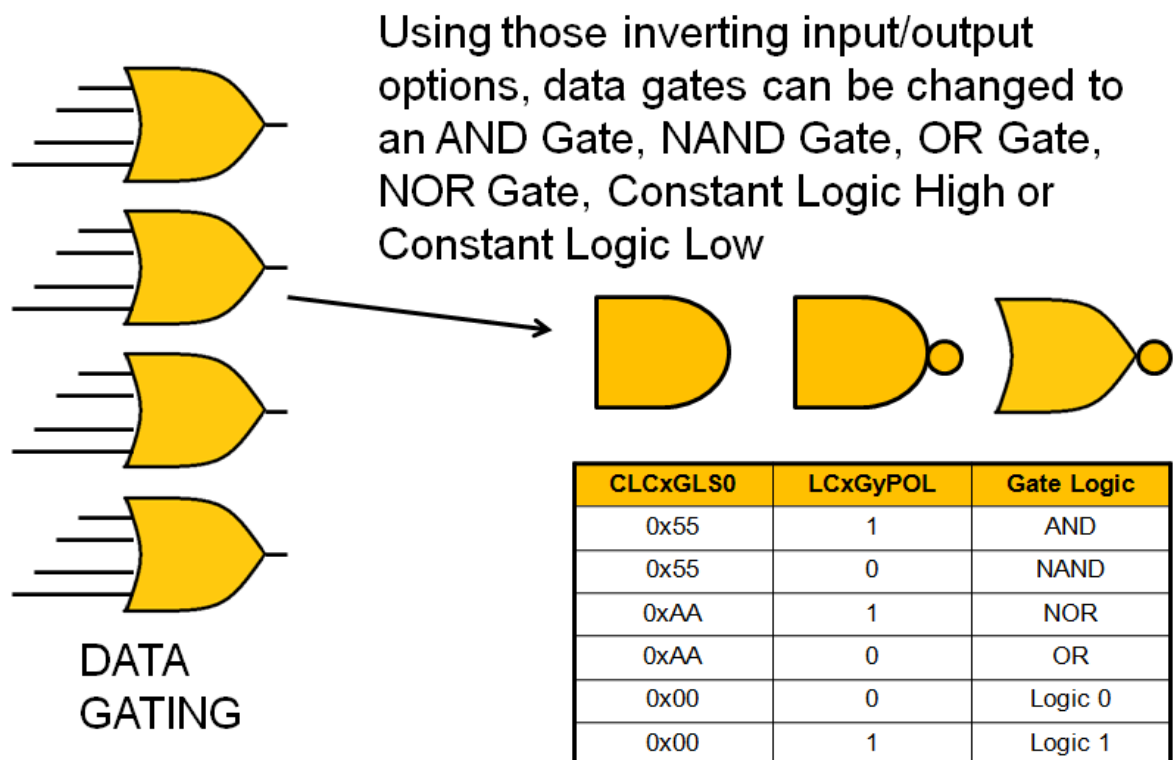 Using those inverting input/output
options, data gates can be changed to
an AND Gate, NAND Gate, OR Gate,
NOR Gate, Constant Logic High or
Constant Logic Low
CLCxGLS0 LCxGyPOL Gate Logic
0x55 1 AND
0x55 0 NAND
0xAA 1 NOR
0xAA 0 OR
0x00 0 Logic 0
0x00 1 Logic 1
DATA
GATING